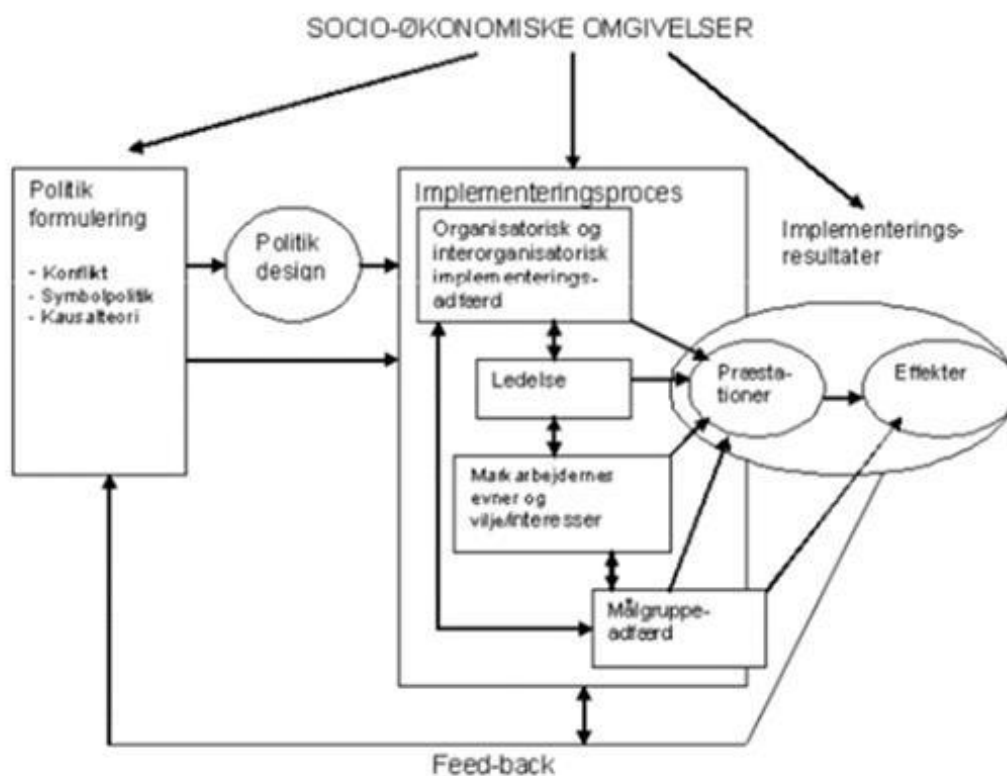 SOCIO-ØKONOMISKE OMGIVELSER
Politik
formulering
- Konflikt
- Symbolpolitik
- Kausalteori
Politik
design
Implementeringsproces
Organisatorisk og
interorganisatorisk
implementerings-
adfærd
Ledelse
Markarbejdernes
evner og
vilje/interesser
Målgruppe-
adfærd
Implementerings-
resultater
Præsta-
tioner
Effekter
Feed-back